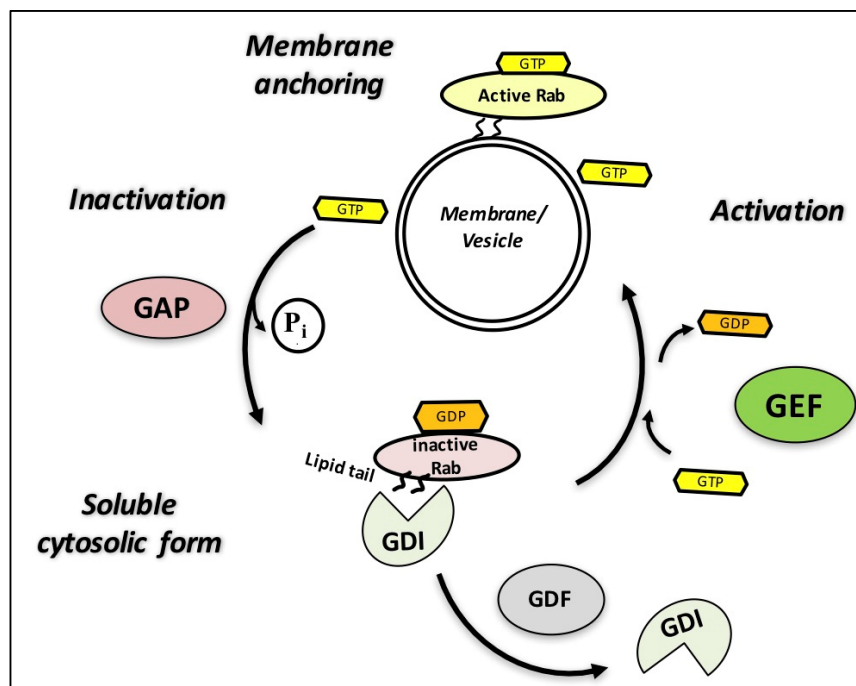 Membrane
anchoring
GTP
Active Rab
GTP
Inactivation
GTP
Membrane/
Vesicle
Activation
GAP
Pi
GDP
GEF
GDP
inactive
Rab
Lipid tail
GTP
Soluble
cytosolic form
GDI
GDF
GDI